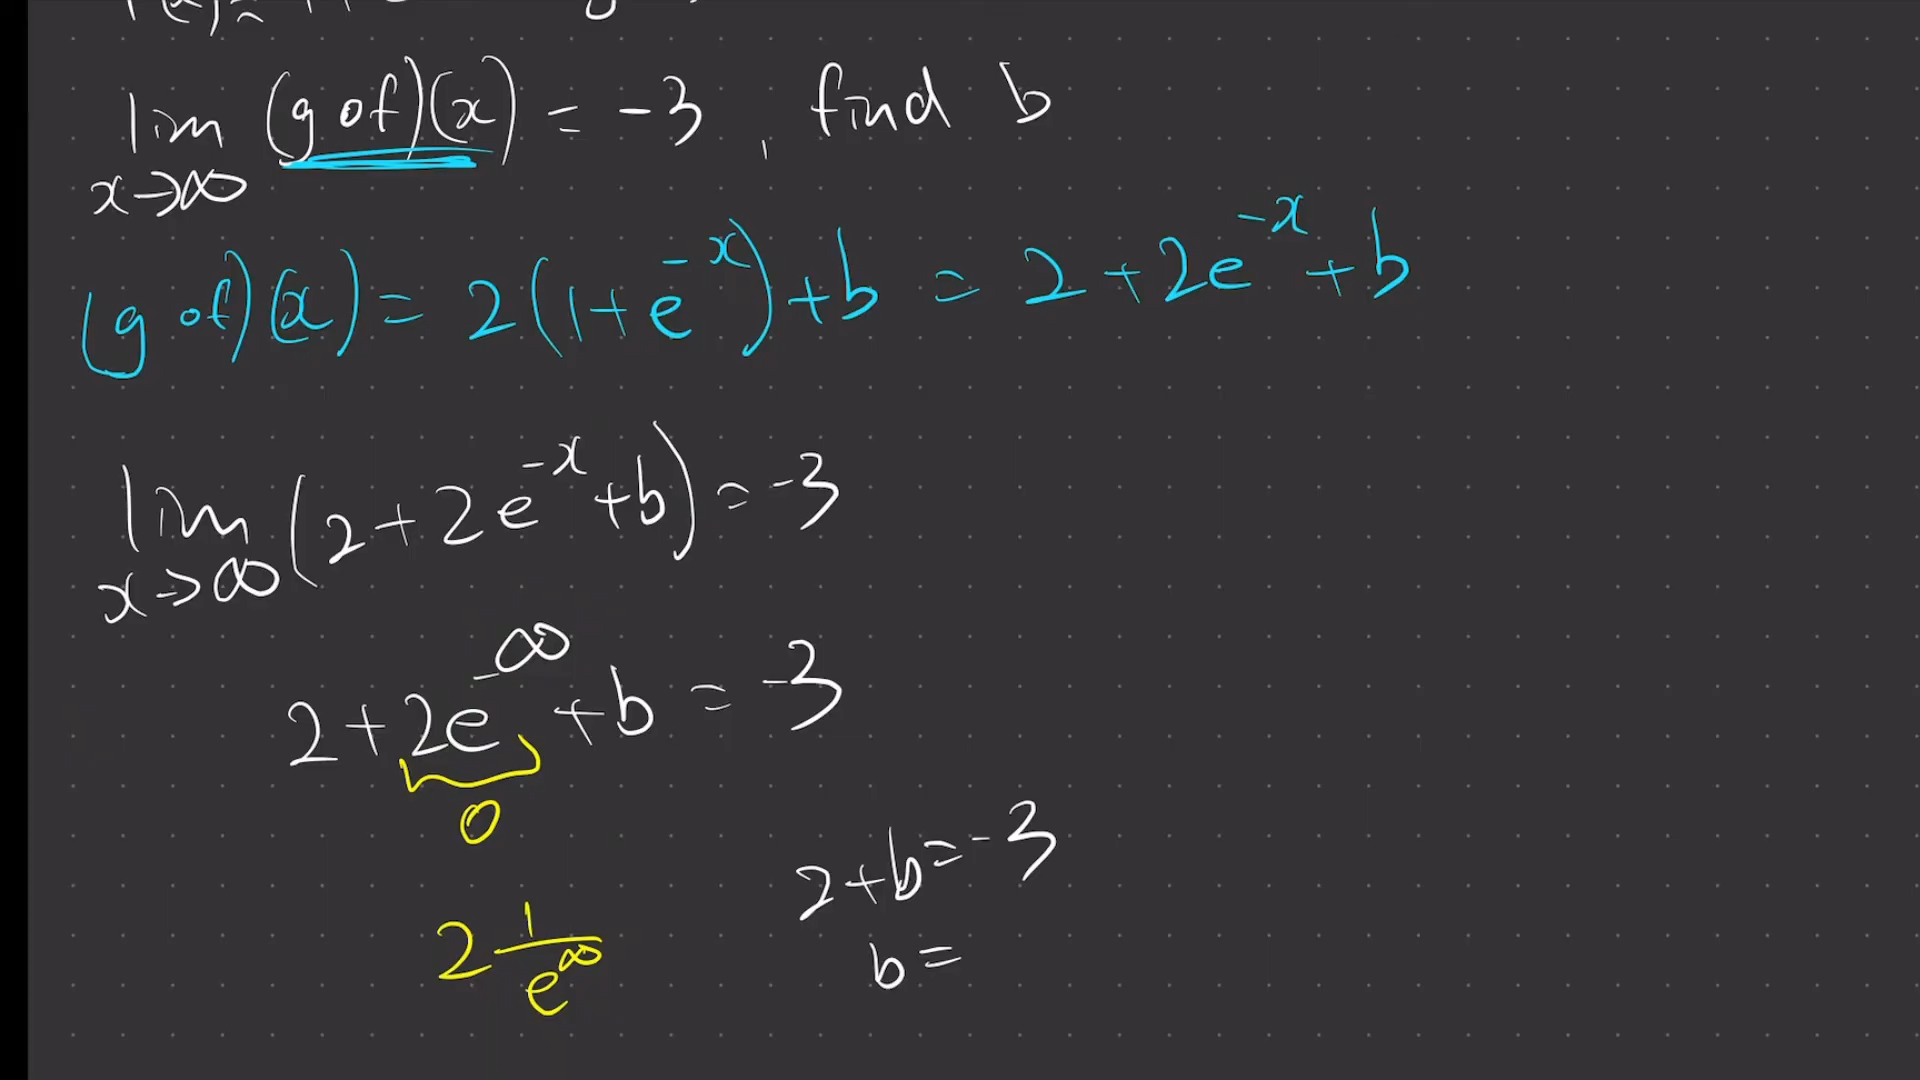 lim (g o f)(x) = -3 , find b
x→∞
(g o f)(x) = 2(1+e^-x)+b = 2+2e^-x+b
lim (2+2e^-x+b) = -3
x→∞
2+2e^-∞+b = -3
0
2+b=-3
2 1/e^∞
b=